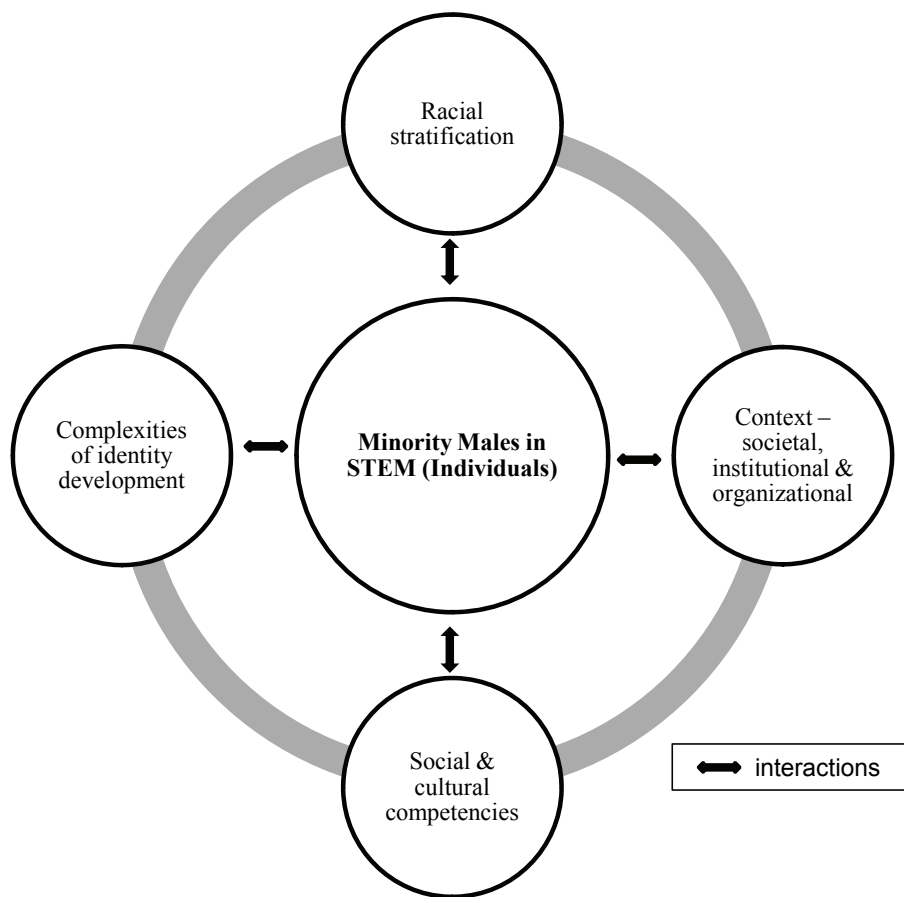 Racial
stratification
Complexities
of identity
development
Minority Males in
STEM (Individuals)
Context –
societal,
institutional &
organizational
Social &
cultural
competencies
interactions